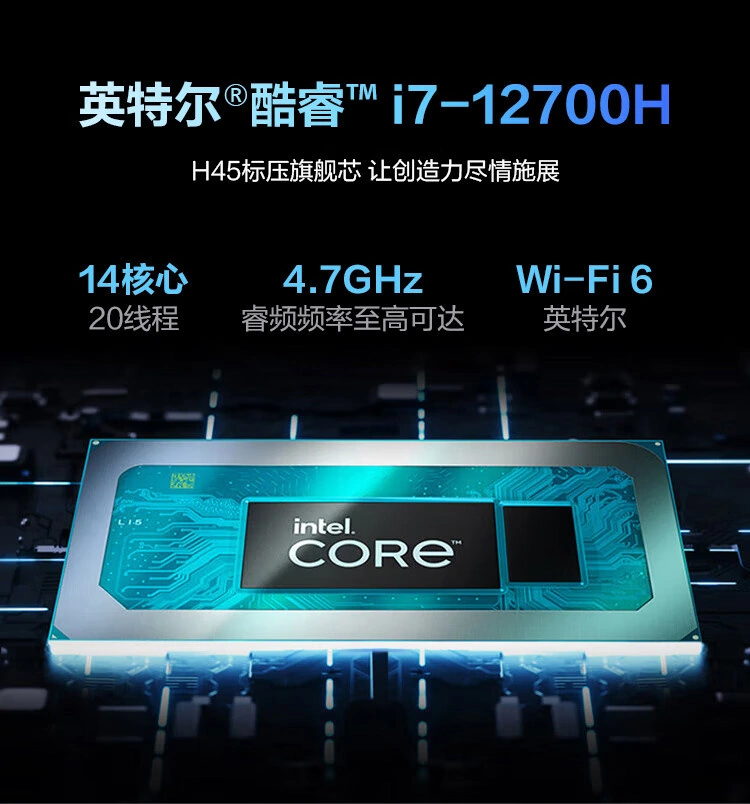 英特尔®酷睿™ i7-12700H
H45标压旗舰芯 让创造力尽情施展
14核心 4.7GHz Wi-Fi 6
20线程 睿频频率至高可达 英特尔
LI5
intel.
CORE™